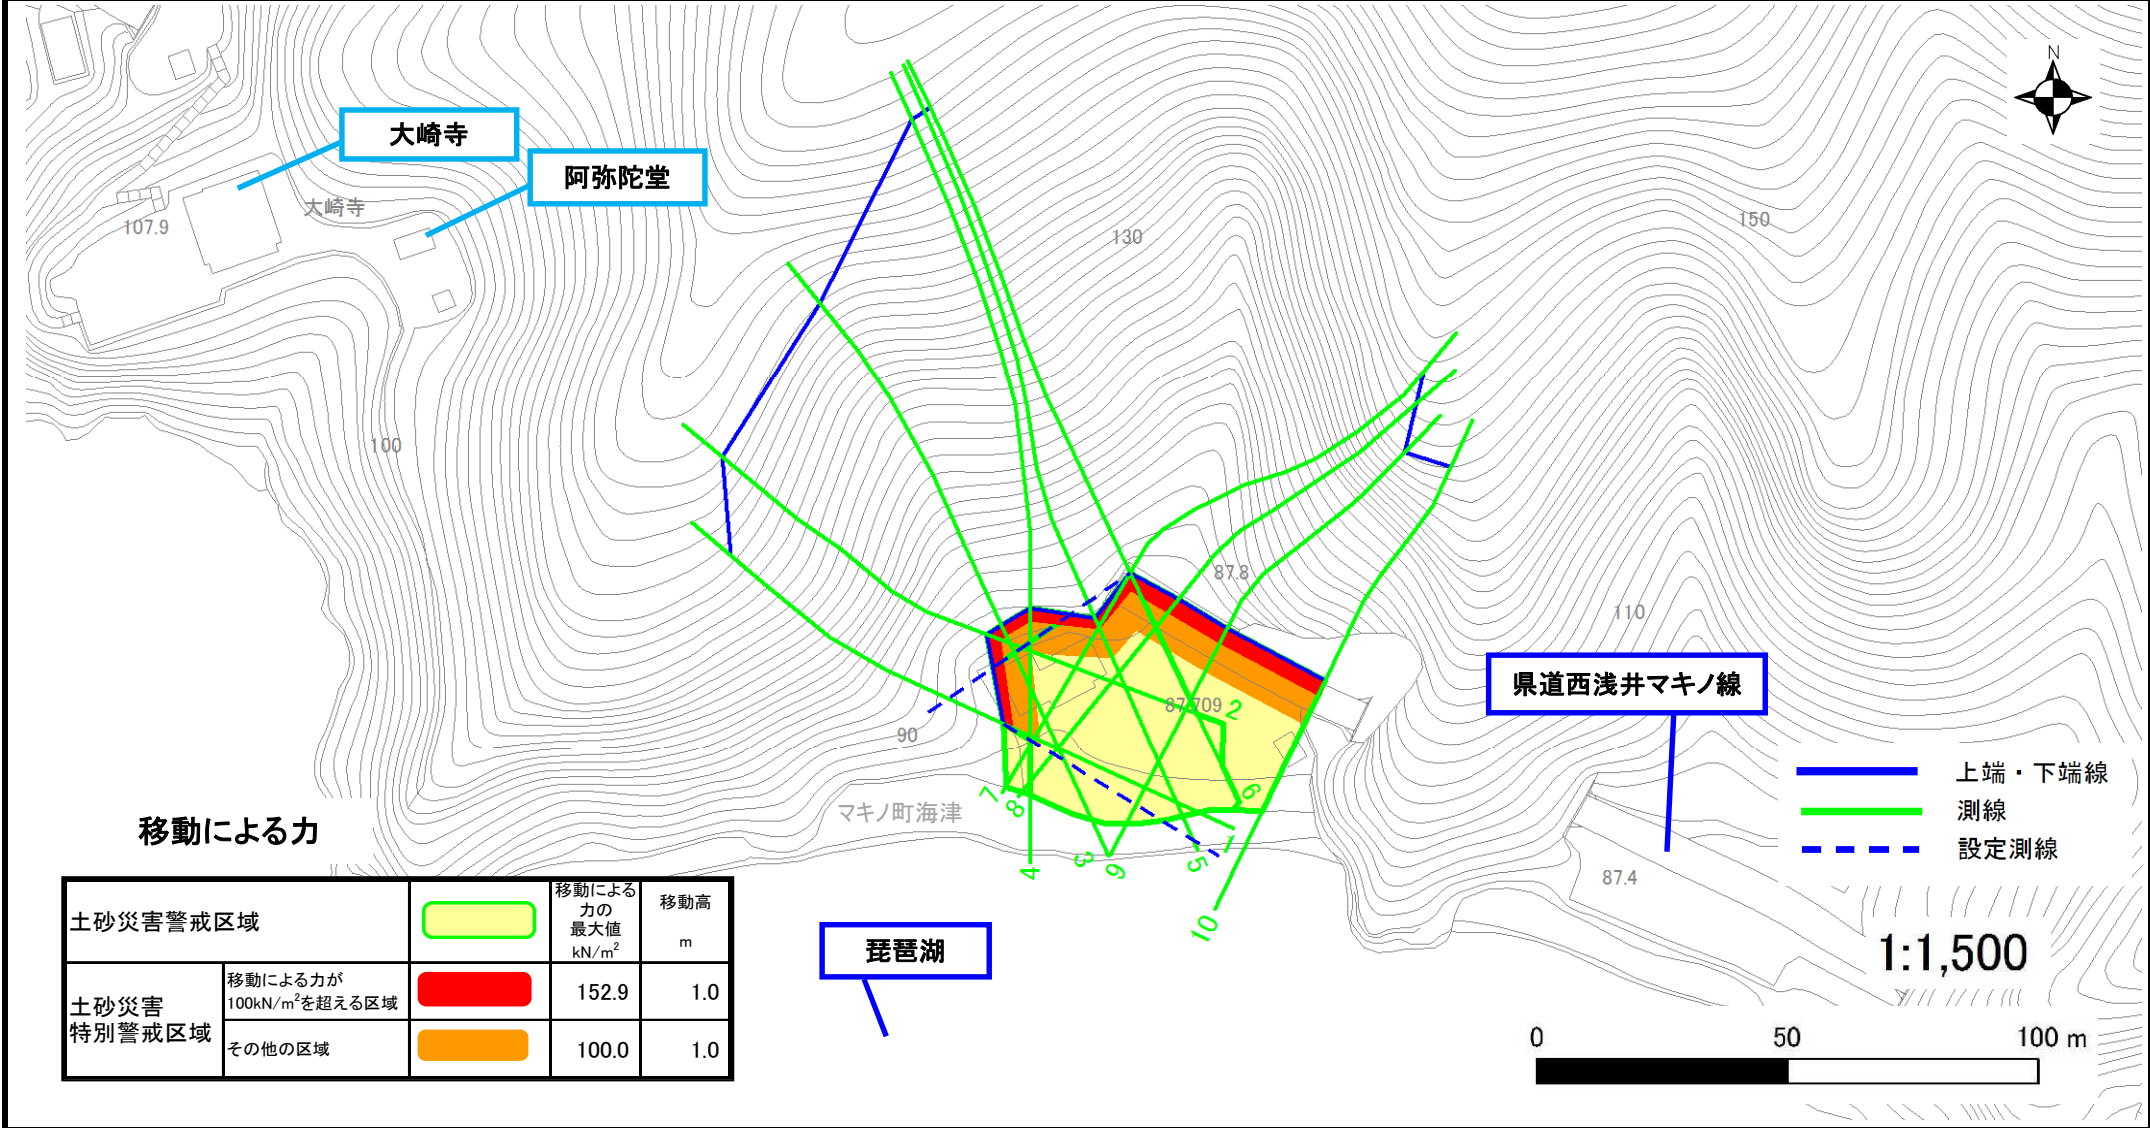 N
大崎寺
阿弥陀堂
大崎寺
107.9
130
150
100
87.8
110
県道西浅井マキノ線
87.709
2
90
7
8
6
マキノ町海津
1
3
4
9
5
10
87.4
上端・下端線
測線
設定測線
琵琶湖
1:1,500
0 50 100 m
移動による力
土砂災害警戒区域
移動による
力の
最大値
kN/m²
移動高
m
土砂災害
特別警戒区域
移動による力が
100kN/m²を超える区域
152.9 1.0
その他の区域
100.0 1.0